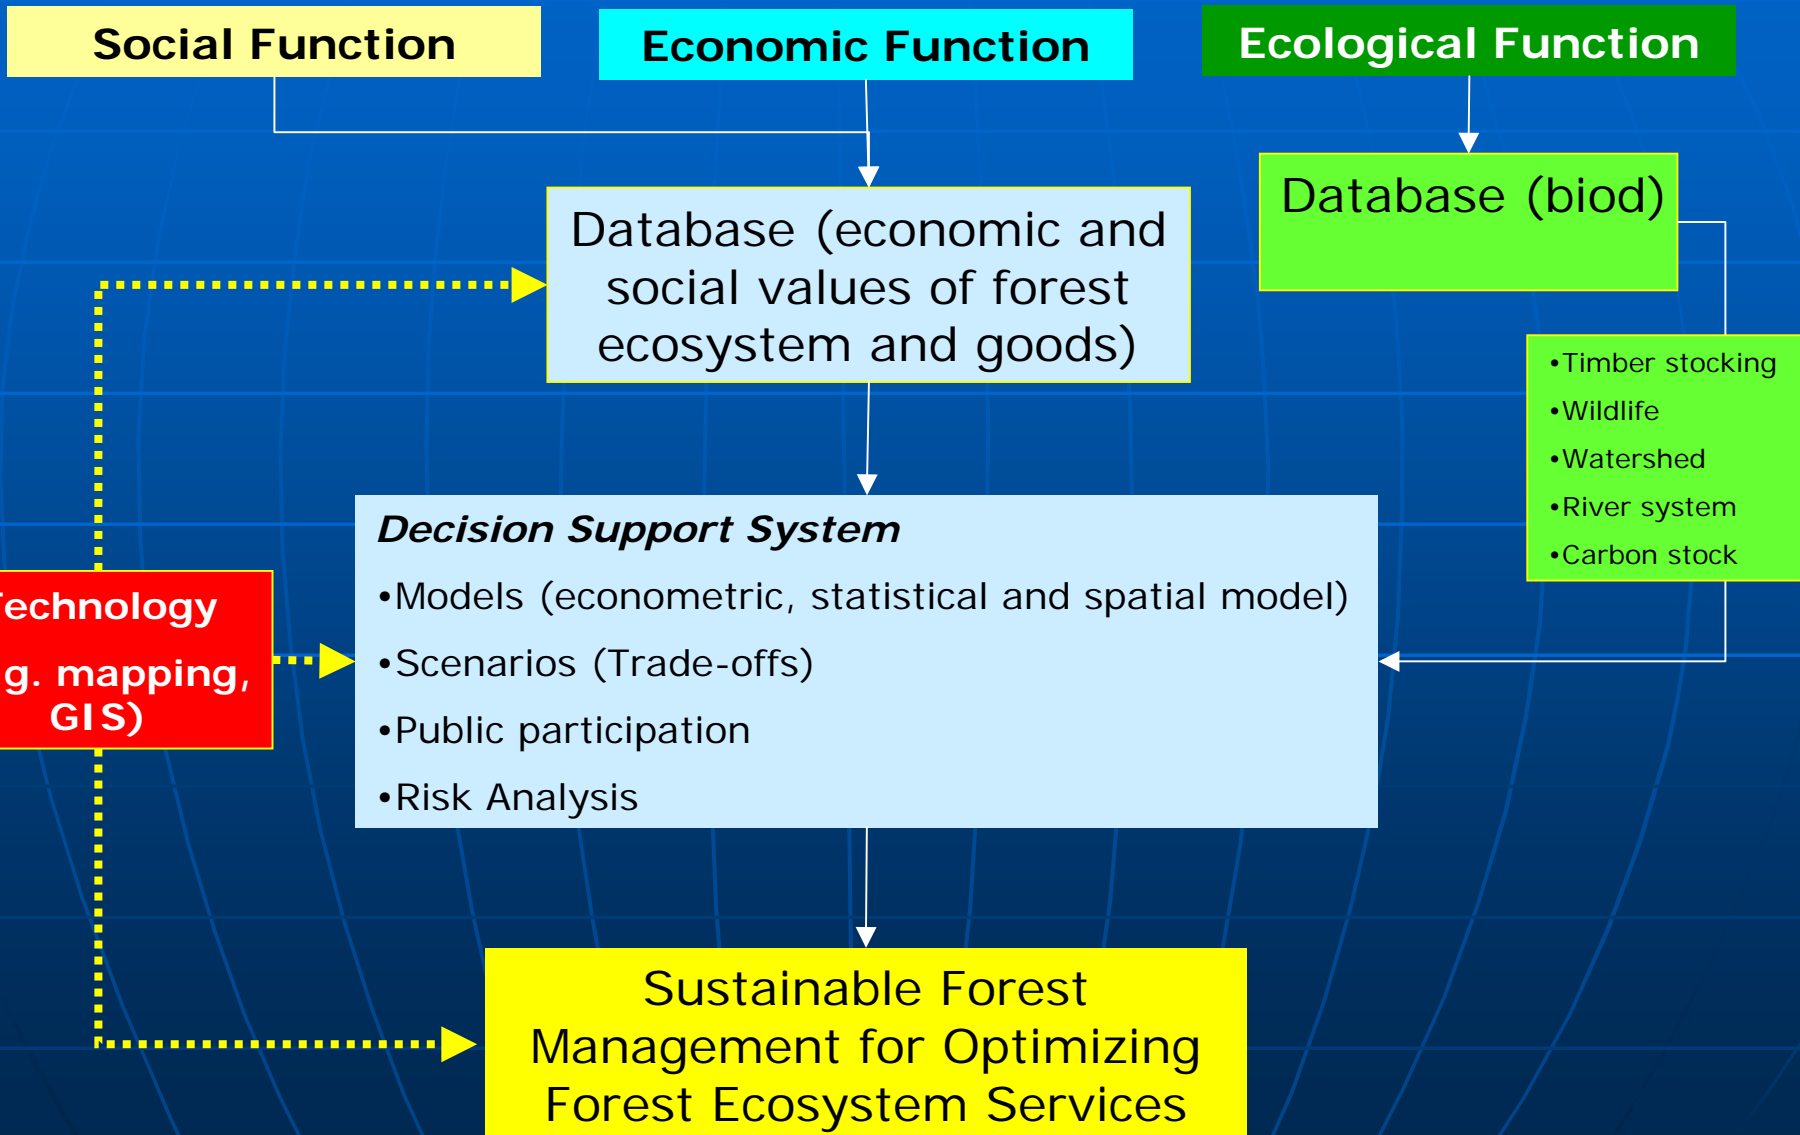 Social Function
Economic Function
Ecological Function
Database (economic and
social values of forest
ecosystem and goods)
Database (biod)
•Timber stocking
•Wildlife
•Watershed
•River system
•Carbon stock
Decision Support System
•Models (econometric, statistical and spatial model)
•Scenarios (Trade-offs)
•Public participation
•Risk Analysis
Technology
g. mapping,
GIS)
Sustainable Forest
Management for Optimizing
Forest Ecosystem Services